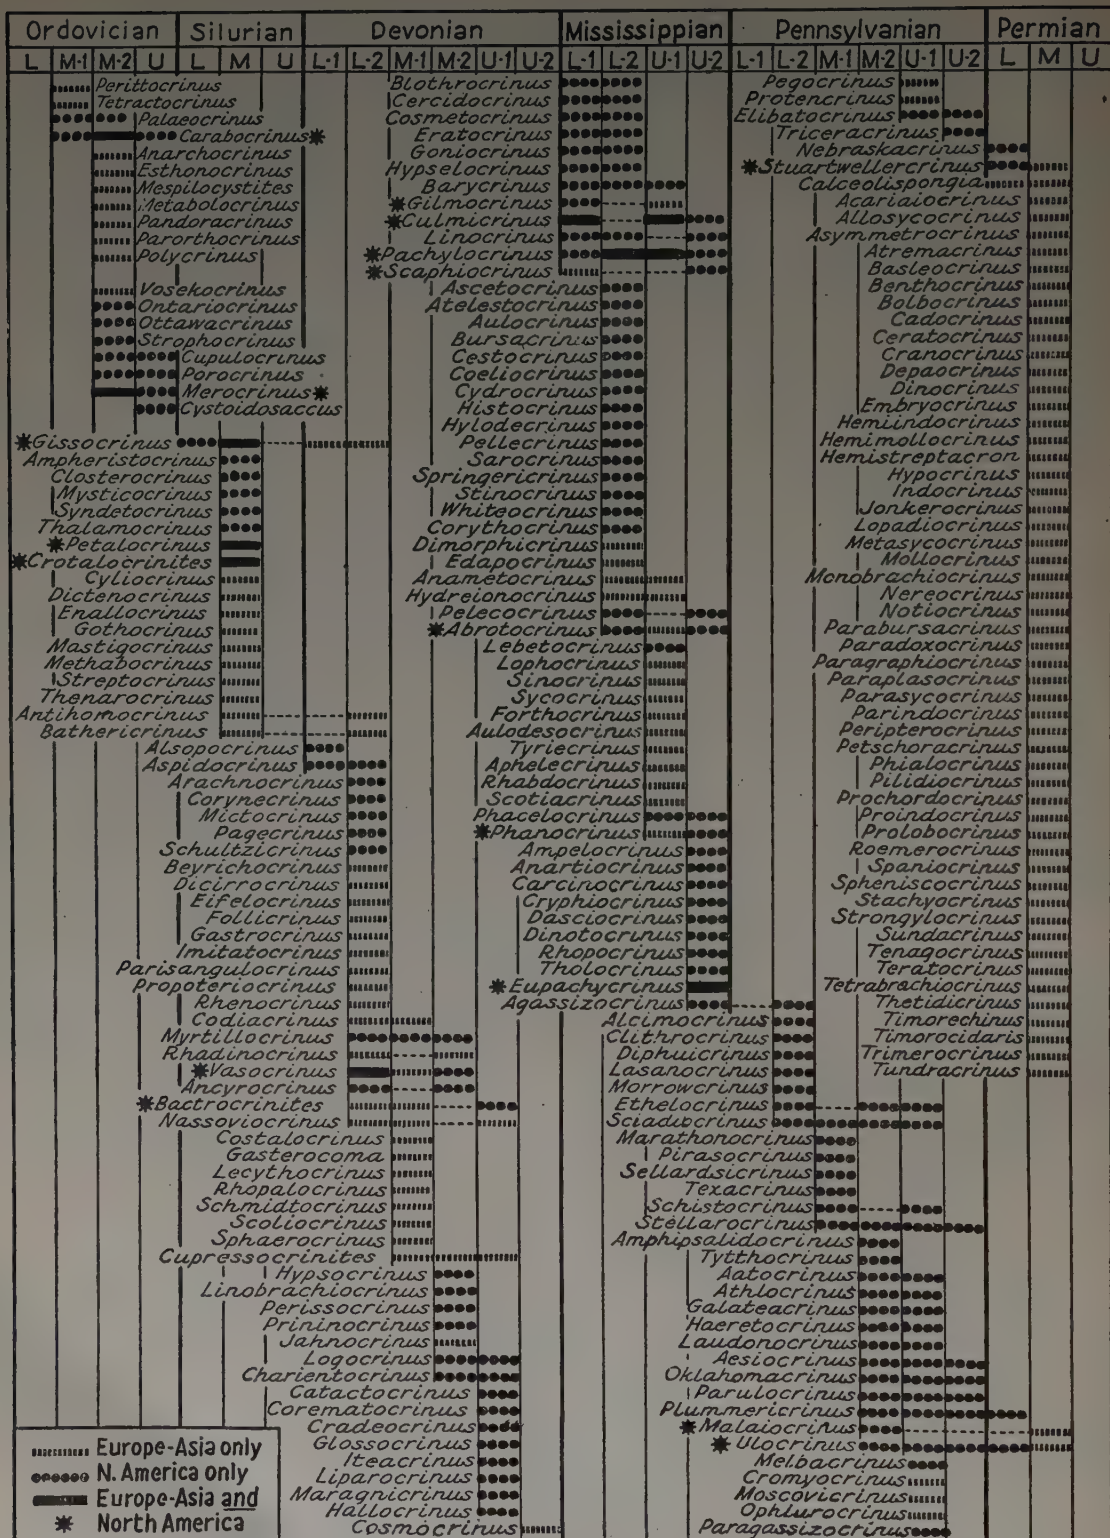 Ordovician Silurian Devonian Mississippian Pennsylvanian Permian
L M-1 M-2 U L M U L-1 L-2 M-1 M-2 U-1 U-2 L-1 L-2 U-1 U-2 L-1 L-2 M-1 M-2 U-1 U-2 L M U
Perittocrinus
Tetractocrinus
Palaeocrinus
Carabocrinus*
Anarchocrinus
Esthonocrinus
Mespilocystites
Metabolocrinus
Pandoracrinus
Parorthocrinus
Polycrinus
Vosekocrinus
Ontariocrinus
Ottawacrinus
Strophocrinus
Cupulocrinus
Porocrinus
Merocrinus*
Cystoidosaccus
*Gissocrinus
Ampheristocrinus
Closterocrinus
Mysticocrinus
Syndetocrinus
Thalamocrinus
*Petalocrinus
*Crotalocrinites
Cyliocrinus
Dictenocrinus
Enallocrinus
Gothocrinus
Mastigocrinus
Methabocrinus
Streptocrinus
Thenarocrinus
Antihomocrinus
Bathericrinus
Alsopocrinus
Aspidocrinus
Arachnocrinus
Corynecrinus
Mictocrinus
Pagecrinus
Schultzicrinus
Beyrichocrinus
Dicirrocrinus
Eifelocrinus
Follicrinus
Gastrocrinus
Imitatocrinus
Parisangulocrinus
Propoteriocrinus
Rhenocrinus
Codiacrinus
Myrtillocrinus
Rhadinocrinus
*Vasocrinus
Ancyrocrinus
*Bactrocrinites
Nassoviocrinus
Costalocrinus
Gasterocoma
Lecythocrinus
Rhopalocrinus
Schmidtocrinus
Scoliocrinus
Sphaerocrinus
Cupressocrinites
Hypsocrinus
Linobrachiocrinus
Perissocrinus
Prininocrinus
Jahnocrinus
Logocrinus
Charientocrinus
Catactocrinus
Corematocrinus
Cradeocrinus
Glossocrinus
Iteacrinus
Liparocrinus
Maragnicrinus
Hallocrinus
Cosmocrinus
Blothrocrinus
Cercidocrinus
Cosmetocrinus
Eratocrinus
Goniocrinus
Hypselocrinus
Barycrinus
*Gilmocrinus
*Culmicrinus
Linocrinus
*Pachylocrinus
*Scaphiocrinus
Ascetocrinus
Atelestocrinus
Aulocrinus
Bursacrinus
Cestocrinus
Coeliocrinus
Cydrocrinus
Histocrinus
Hylodecrinus
Pellecrinus
Sarocrinus
Springericrinus
Stinocrinus
Whiteocrinus
Corythocrinus
Dimorphicrinus
Edapocrinus
Anametocrinus
Hydreionocrinus
Pelecocrinus
*Abrotocrinus
Lebetocrinus
Lophocrinus
Sinocrinus
Sycocrinus
Forthocrinus
Aulodesocrinus
Tyriecrinus
Aphelecrinus
Rhabdocrinus
Scotiacrinus
Phacelocrinus
*Phanocrinus
Ampelocrinus
Anartiocrinus
Carcinocrinus
Cryphiocrinus
Dasciocrinus
Dinotocrinus
Rhopocrinus
Tholocrinus
*Eupachycrinus
Agassizocrinus
Alcimocrinus
Clithrocrinus
Diphuicrinus
Lasanocrinus
Morrowcrinus
Ethelocrinus
Sciadiocrinus
Marathonocrinus
Pirasocrinus
Sellardsicrinus
Texacrinus
Schistocrinus
Stellarocrinus
Amphipsalidocrinus
Tytthocrinus
Aatocrinus
Athlocrinus
Galateacrinus
Haeretocrinus
Laudonocrinus
Aesiocrinus
Oklahomacrinus
Parulocrinus
Plummericrinus
*Malaiocrinus
*Ulocrinus
Melbacrinus
Cromyocrinus
Moscovicrinus
Ophiurocrinus
Paragassizocrinus
Pegocrinus
Protencrinus
Elibatocrinus
Triceracrinus
Nebraskacrinus
*Stuartwellercrinus
Calceolispongia
Acariaiocrinus
Allosycocrinus
Asymmetrocrinus
Atremacrinus
Basleocrinus
Benthocrinus
Bolbocrinus
Cadocrinus
Ceratocrinus
Cranocrinus
Depaocrinus
Dinocrinus
Embryocrinus
Hemiindocrinus
Hemimollocrinus
Hemistreptacron
Hypocrinus
Indocrinus
Jonkerocrinus
Lopadiocrinus
Metasycocrinus
Mollocrinus
Monobrachiocrinus
Nereocrinus
Notiocrinus
Parabursacrinus
Paradoxocrinus
Paragraphiocrinus
Paraplasocrinus
Parasycocrinus
Parindocrinus
Peripterocrinus
Petschoracrinus
Phialocrinus
Pilidiocrinus
Prochordocrinus
Proindocrinus
Prolobocrinus
Roemerocrinus
Spaniocrinus
Spheniscocrinus
Stachyocrinus
Strongylocrinus
Sundacrinus
Tenagocrinus
Teratocrinus
Tetrabrachiocrinus
Thetidicrinus
Timorechinus
Timorocidaris
Trimerocrinus
Tundracrinus
Europe-Asia only
N. America only
Europe-Asia and
* North America